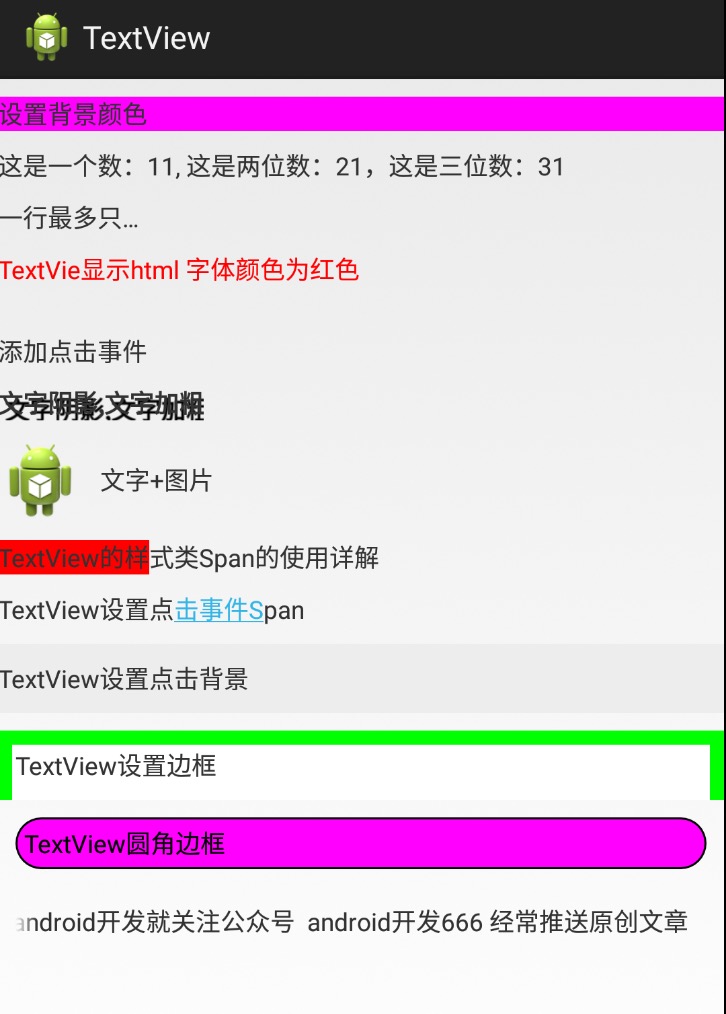 TextView
设置背景颜色
这是一个数：11, 这是两位数：21，这是三位数：31
一行最多只…
TextVie显示html 字体颜色为红色
添加点击事件
文字阴影,文字加粗
文字+图片
TextView的样式类Span的使用详解
TextView设置点击事件Span
TextView设置点击背景
TextView设置边框
TextView圆角边框
android开发就关注公众号 android开发666 经常推送原创文章